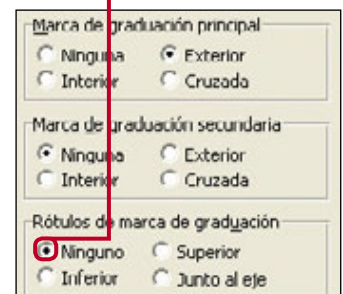 Marca de graduación principal
Ninguna Exterior
Interior Cruzada
Marca de graduación secundaria
Ninguna Exterior
Interior Cruzada
Rótulos de marca de graduación
Ninguno Superior
Inferior Junto al eje